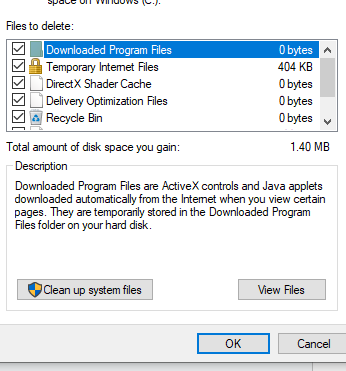 space on Windows (C:).
Files to delete:
Downloaded Program Files 0 bytes
Temporary Internet Files 404 KB
DirectX Shader Cache 0 bytes
Delivery Optimization Files 0 bytes
Recycle Bin 0 bytes
Total amount of disk space you gain: 1.40 MB
Description
Downloaded Program Files are ActiveX controls and Java applets
downloaded automatically from the Internet when you view certain
pages. They are temporarily stored in the Downloaded Program
Files folder on your hard disk.
Clean up system files View Files
OK Cancel